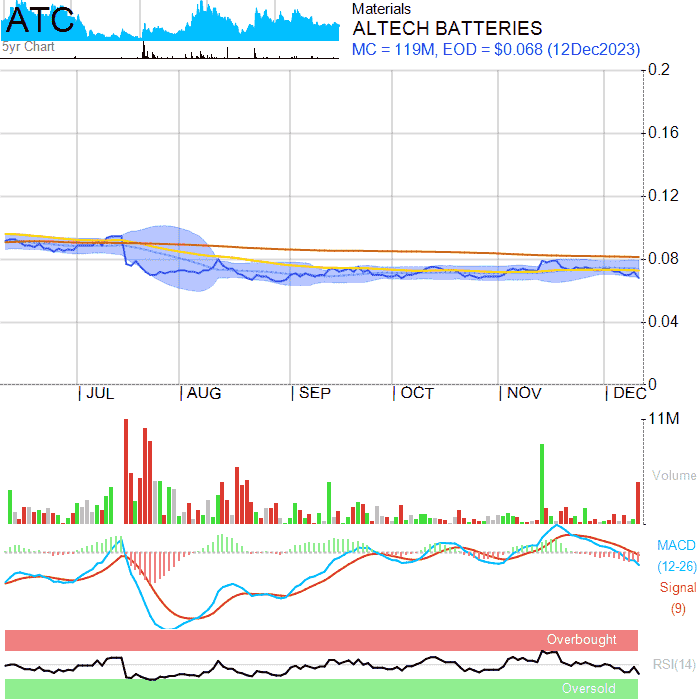 ATC
5yr Chart
Materials
ALTECH BATTERIES
MC = 119M, EOD = $0.068 (12Dec2023)
0.2
0.16
0.12
0.08
0.04
0
JUL
AUG
SEP
OCT
NOV
DEC
11M
Volume
MACD
(12-26)
Signal
(9)
Overbought
RSI(14)
Oversold